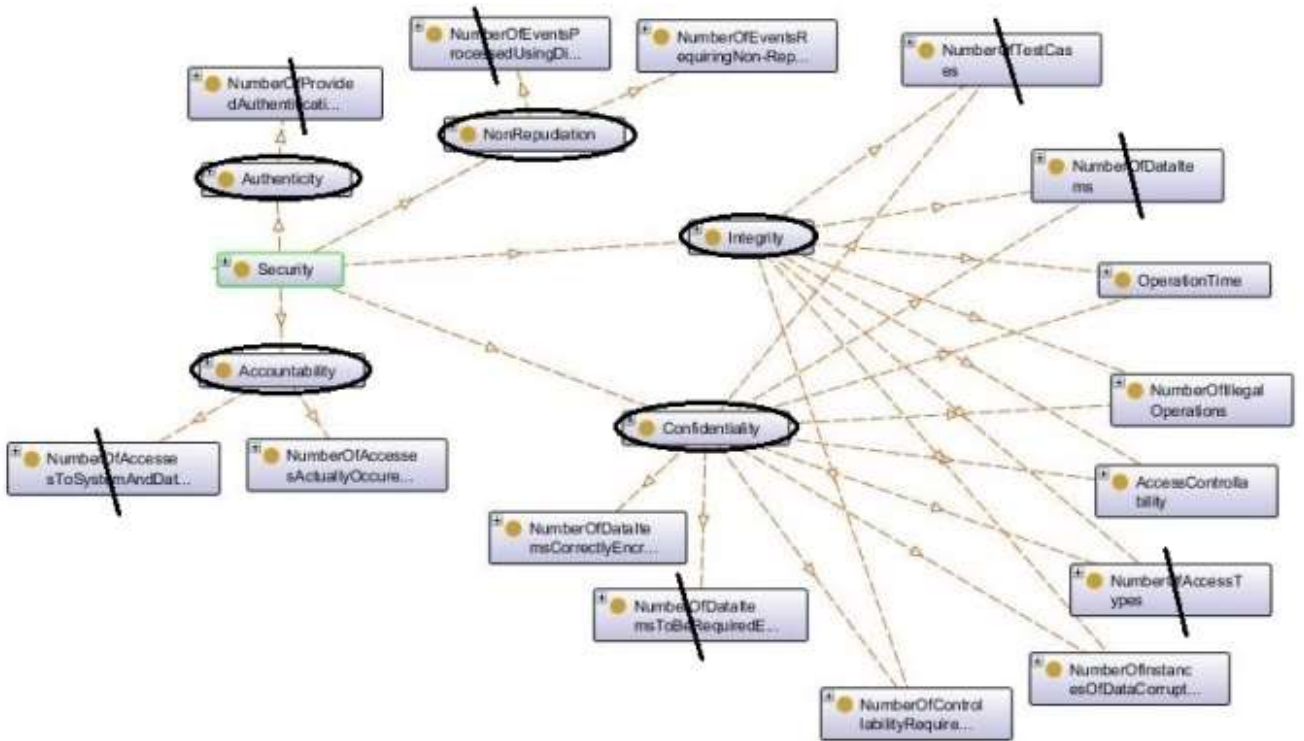 NumberOfEventsP
rocessedUsingDi...
NumberOfEventsR
equiringNon-Rep...
NumberOfTestCas
es
NumberOfProvide
dAuthenticati...
NonRepudiation
NumberOfDataIte
ms
Authenticity
Integrity
Security
OperationTime
Accountability
NumberOfIllegal
Operations
Confidentiality
NumberOfAccesse
sToSystemAndDat...
NumberOfAccesse
sActuallyOccure...
AccessControlla
bility
NumberOfDataIte
msCorrectlyEncr...
NumberOfAccessT
ypes
NumberOfDataIte
msToBeRequiredE...
NumberOfInstanc
esOfDataCorrupt...
NumberOfControl
labilityRequire...